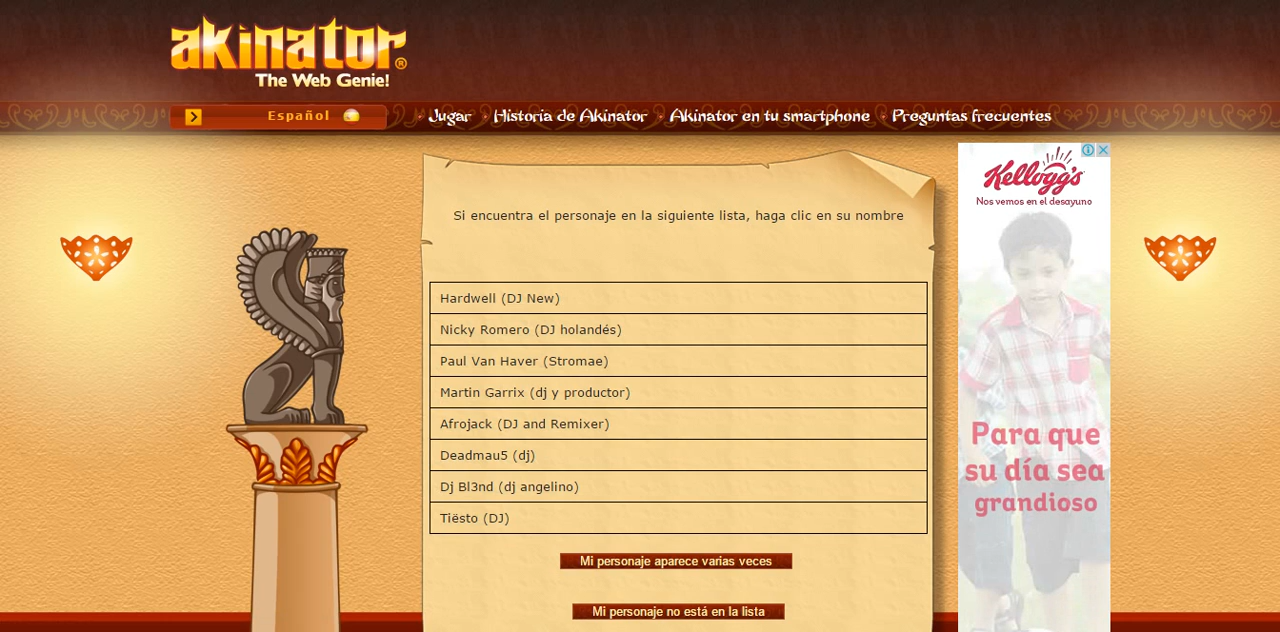 akinator®
The Web Genie!
Español
Jugar
Historia de Akinator
Akinator en tu smartphone
Preguntas frecuentes
Si encuentra el personaje en la siguiente lista, haga clic en su nombre
Hardwell (DJ New)
Nicky Romero (DJ holandés)
Paul Van Haver (Stromae)
Martin Garrix (dj y productor)
Afrojack (DJ and Remixer)
Deadmau5 (dj)
Dj Bl3nd (dj angelino)
Tiësto (DJ)
Mi personaje aparece varias veces
Mi personaje no está en la lista
Kellogg's
Nos vemos en el desayuno
Para que
su día sea
grandioso